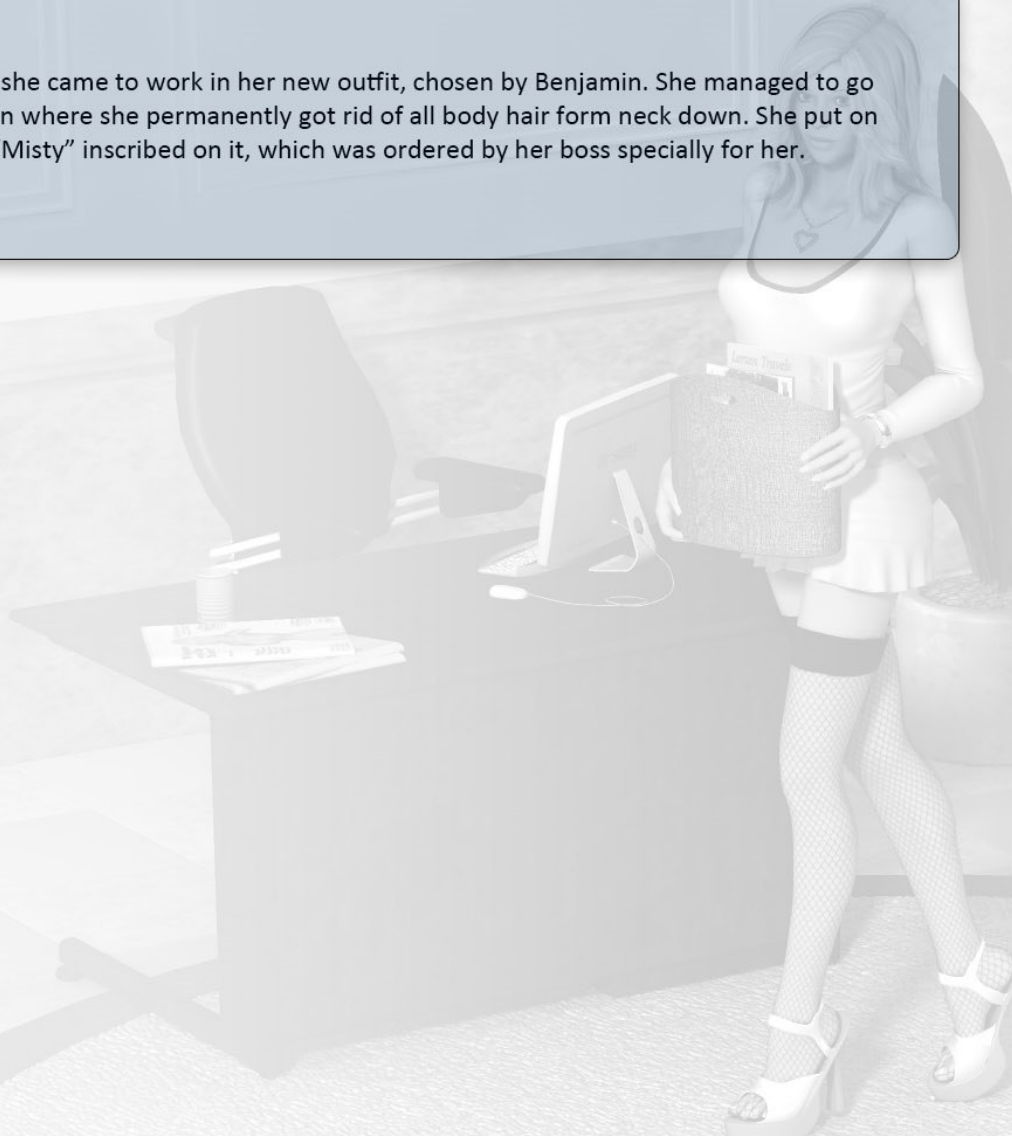 she came to work in her new outfit, chosen by Benjamin. She managed to go
n where she permanently got rid of all body hair form neck down. She put on
Misty” inscribed on it, which was ordered by her boss specially for her.